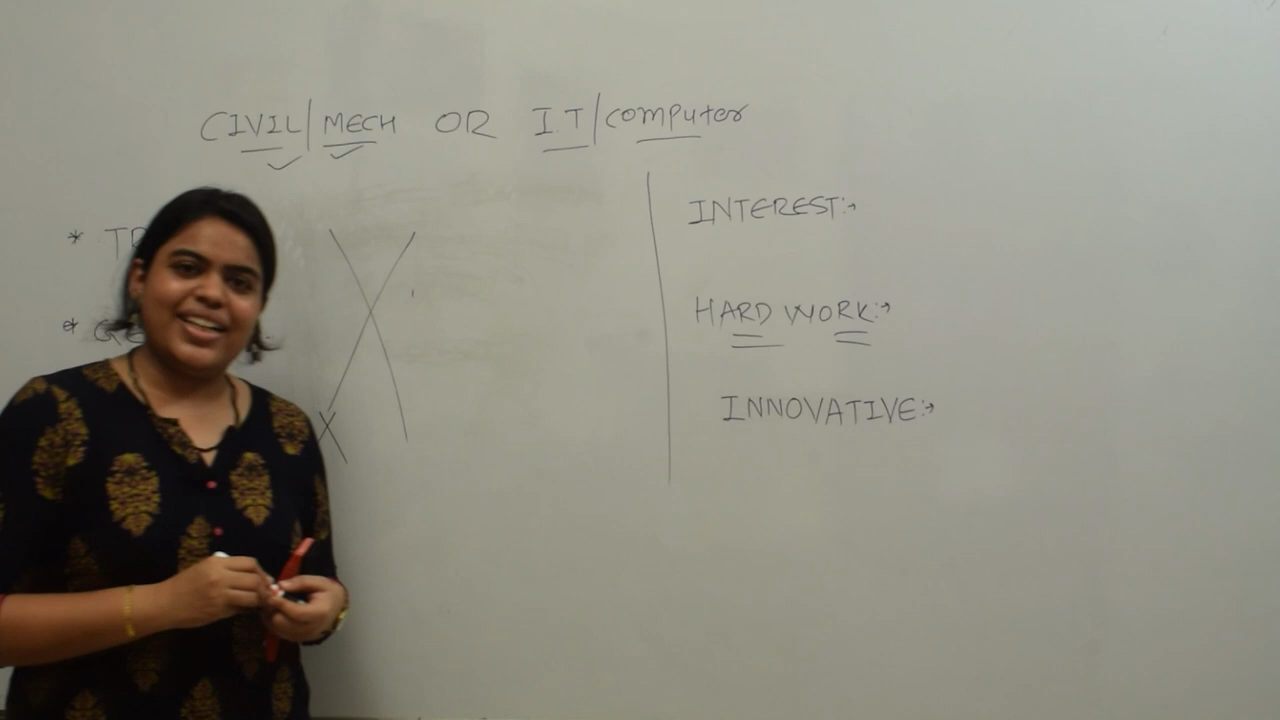 CIVIL/MECH OR I.T/computer
INTEREST:→
HARD WORK:→
INNOVATIVE:→